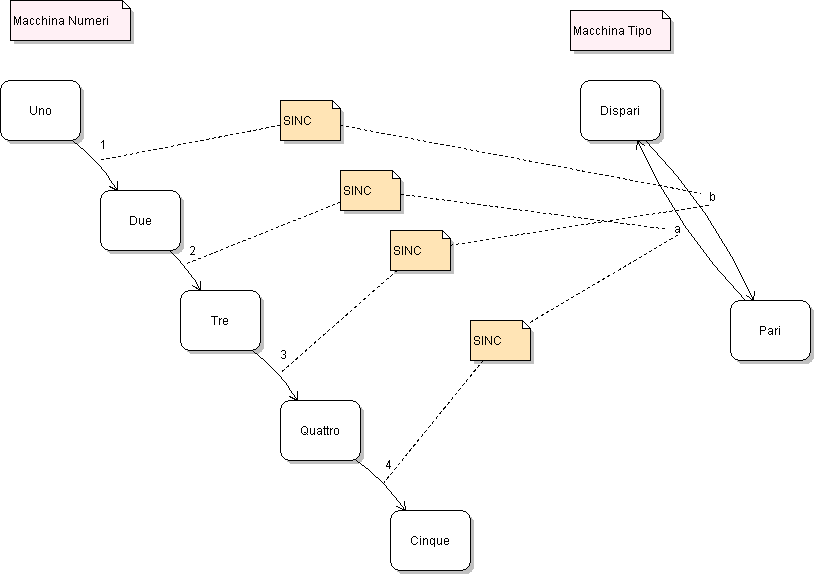 Macchina Numeri
Macchina Tipo
Uno
SINC
Dispari
1
SINC
b
Due
2
SINC
a
Tre
SINC
Pari
3
Quattro
4
Cinque